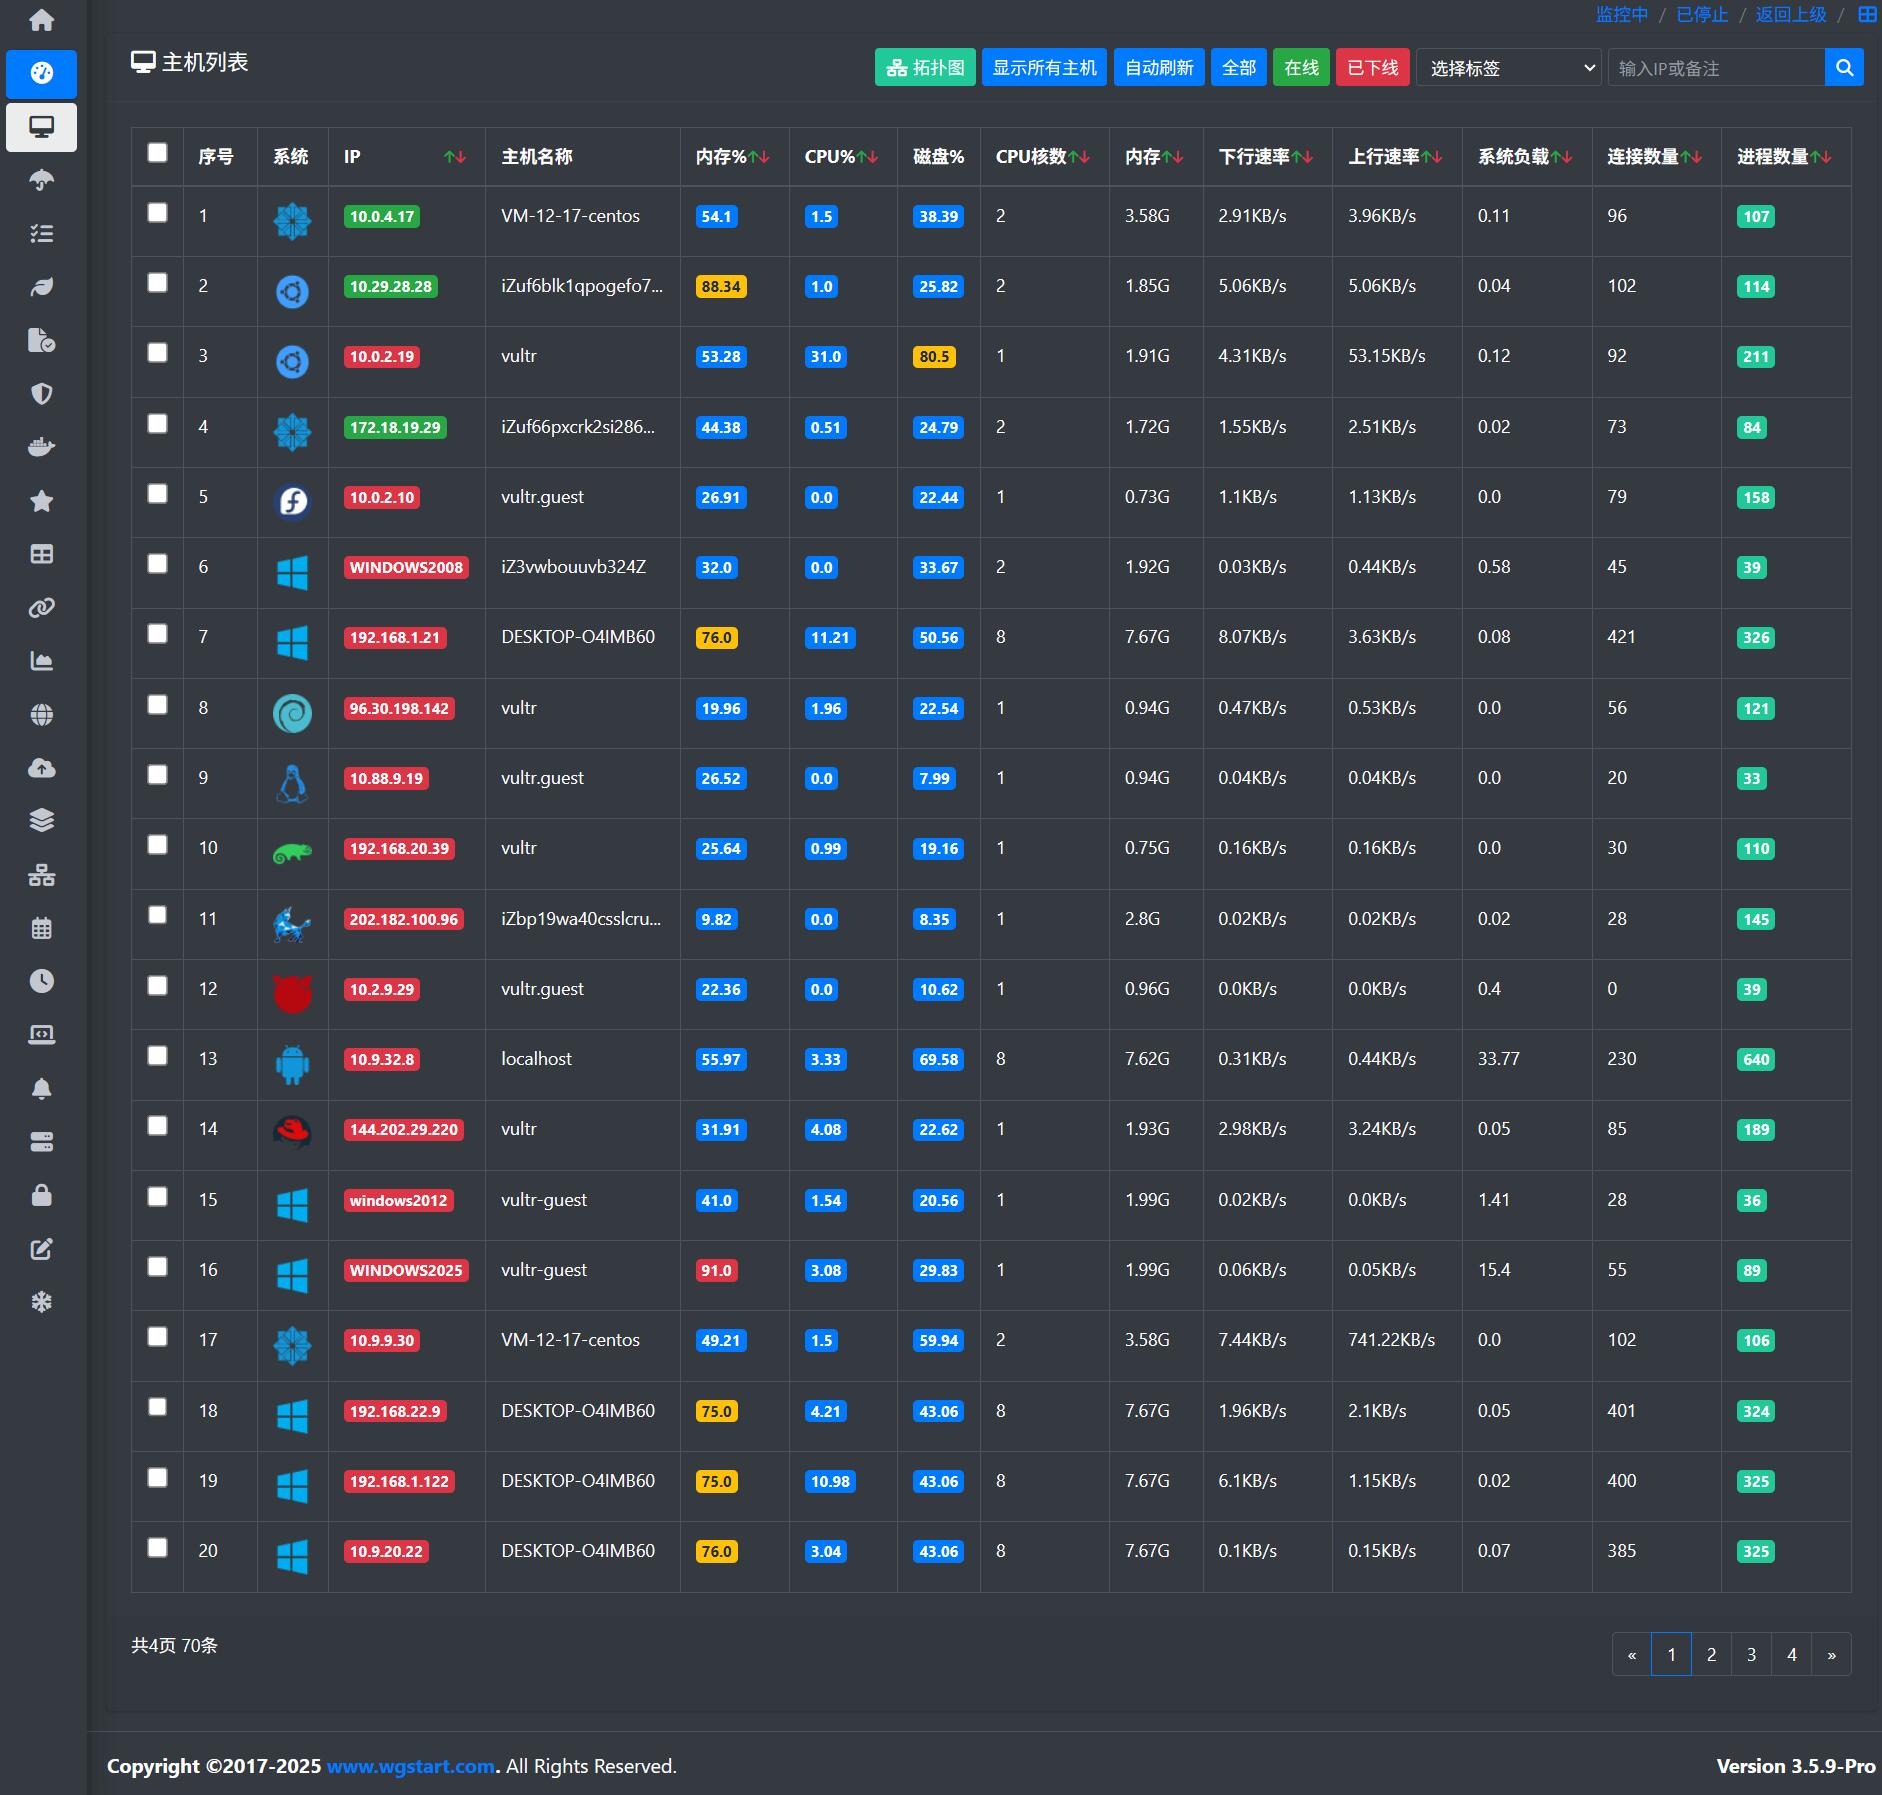 监控中 / 已停止 / 返回上级 /
主机列表 拓扑图 显示所有主机 自动刷新 全部 在线 已下线 选择标签 输入IP或备注
序号 系统 IP 主机名称 内存% CPU% 磁盘% CPU核数 内存 下行速率 上行速率 系统负载 连接数量 进程数量
1 10.0.4.17 VM-12-17-centos 54.1 1.5 38.39 2 3.58G 2.91KB/s 3.96KB/s 0.11 96 107
2 10.29.28.28 iZuf6blk1qpogefo7... 88.34 1.0 25.82 2 1.85G 5.06KB/s 5.06KB/s 0.04 102 114
3 10.0.2.19 vultr 53.28 31.0 80.5 1 1.91G 4.31KB/s 53.15KB/s 0.12 92 211
4 172.18.19.29 iZuf66pxcrk2si286... 44.38 0.51 24.79 2 1.72G 1.55KB/s 2.51KB/s 0.02 73 84
5 10.0.2.10 vultr.guest 26.91 0.0 22.44 1 0.73G 1.1KB/s 1.13KB/s 0.0 79 158
6 WINDOWS2008 iZ3vwbouuvb324Z 32.0 0.0 33.67 2 1.92G 0.03KB/s 0.44KB/s 0.58 45 39
7 192.168.1.21 DESKTOP-O4IMB60 76.0 11.21 50.56 8 7.67G 8.07KB/s 3.63KB/s 0.08 421 326
8 96.30.198.142 vultr 19.96 1.96 22.54 1 0.94G 0.47KB/s 0.53KB/s 0.0 56 121
9 10.88.9.19 vultr.guest 26.52 0.0 7.99 1 0.94G 0.04KB/s 0.04KB/s 0.0 20 33
10 192.168.20.39 vultr 25.64 0.99 19.16 1 0.75G 0.16KB/s 0.16KB/s 0.0 30 110
11 202.182.100.96 iZbp19wa40csslcru... 9.82 0.0 8.35 1 2.8G 0.02KB/s 0.02KB/s 0.02 28 145
12 10.2.9.29 vultr.guest 22.36 0.0 10.62 1 0.96G 0.0KB/s 0.0KB/s 0.4 0 39
13 10.9.32.8 localhost 55.97 3.33 69.58 8 7.62G 0.31KB/s 0.44KB/s 33.77 230 640
14 144.202.29.220 vultr 31.91 4.08 22.62 1 1.93G 2.98KB/s 3.24KB/s 0.05 85 189
15 windows2012 vultr-guest 41.0 1.54 20.56 1 1.99G 0.02KB/s 0.0KB/s 1.41 28 36
16 WINDOWS2025 vultr-guest 91.0 3.08 29.83 1 1.99G 0.06KB/s 0.05KB/s 15.4 55 89
17 10.9.9.30 VM-12-17-centos 49.21 1.5 59.94 2 3.58G 7.44KB/s 741.22KB/s 0.0 102 106
18 192.168.22.9 DESKTOP-O4IMB60 75.0 4.21 43.06 8 7.67G 1.96KB/s 2.1KB/s 0.05 401 324
19 192.168.1.122 DESKTOP-O4IMB60 75.0 10.98 43.06 8 7.67G 6.1KB/s 1.15KB/s 0.02 400 325
20 10.9.20.22 DESKTOP-O4IMB60 76.0 3.04 43.06 8 7.67G 0.1KB/s 0.15KB/s 0.07 385 325
共4页 70条 « 1 2 3 4 »
Copyright ©2017-2025 www.wgstart.com. All Rights Reserved. Version 3.5.9-Pro